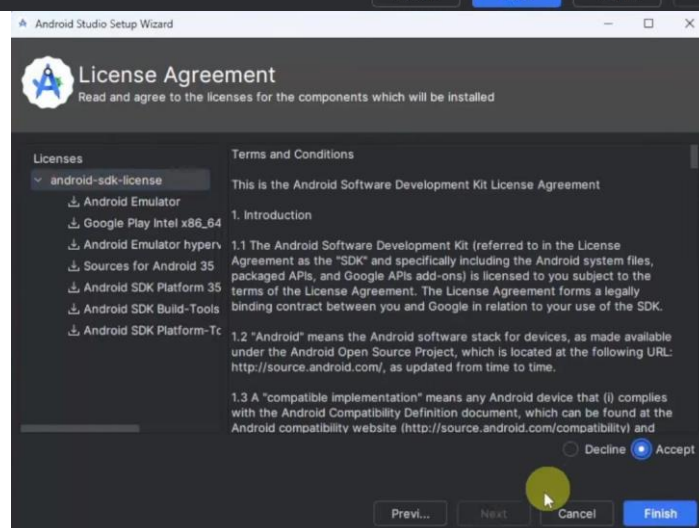 Android Studio Setup Wizard
License Agreement
Read and agree to the licenses for the components which will be installed
Licenses
android-sdk-license
Android Emulator
Google Play Intel x86_64
Android Emulator hyperv
Sources for Android 35
Android SDK Platform 35
Android SDK Build-Tools
Android SDK Platform-To
Terms and Conditions
This is the Android Software Development Kit License Agreement
1. Introduction
1.1 The Android Software Development Kit (referred to in the License
Agreement as the "SDK" and specifically including the Android system files,
packaged APIs, and Google APIs add-ons) is licensed to you subject to the
terms of the License Agreement. The License Agreement forms a legally
binding contract between you and Google in relation to your use of the SDK.
1.2 "Android" means the Android software stack for devices, as made available
under the Android Open Source Project, which is located at the following URL:
http://source.android.com/, as updated from time to time.
1.3 A "compatible implementation" means any Android device that (i) complies
with the Android Compatibility Definition document, which can be found at the
Android compatibility website (http://source.android.com/compatibility) and
Decline Accept
Previ... Next Cancel Finish